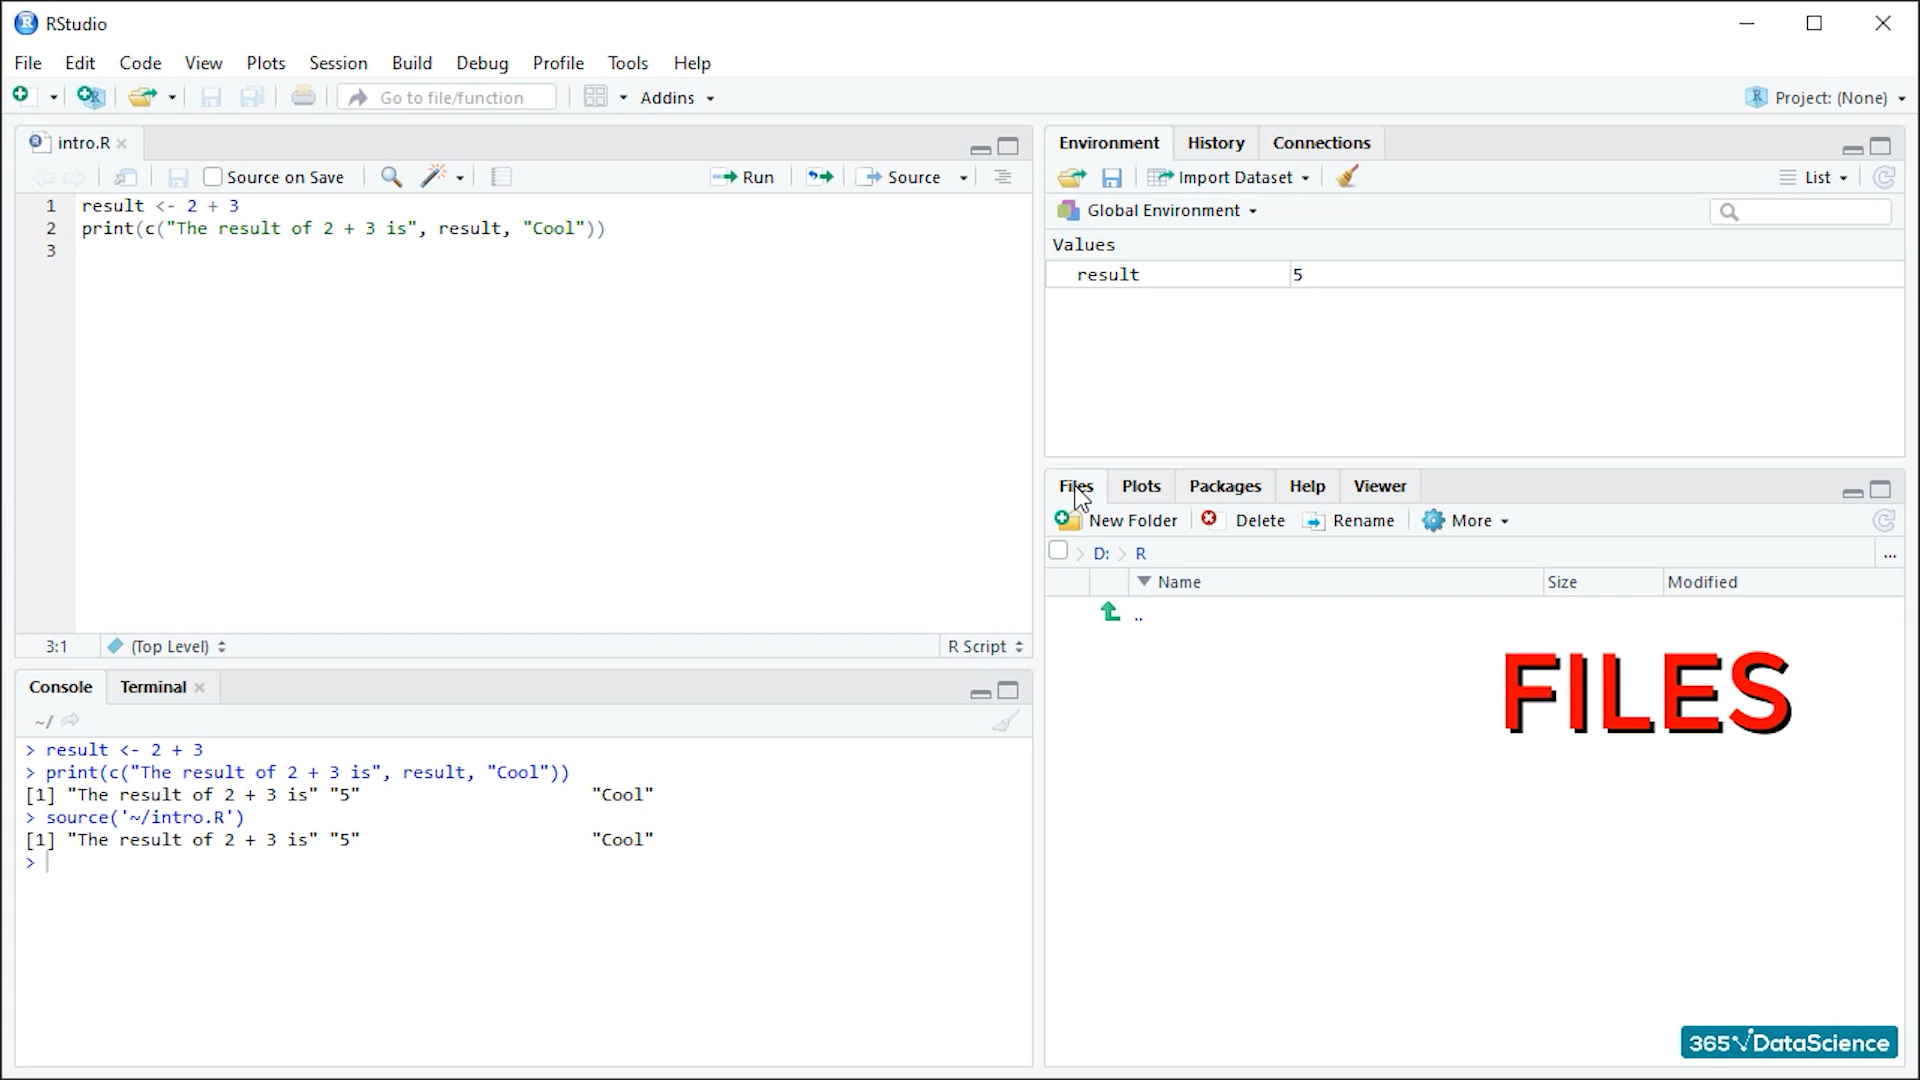 RStudio
File Edit Code View Plots Session Build Debug Profile Tools Help
Go to file/function Addins Project: (None)
intro.R
Source on Save Run Source
1 result <- 2 + 3
2 print(c("The result of 2 + 3 is", result, "Cool"))
3
3:1 (Top Level) R Script
Console Terminal
~/
> result <- 2 + 3
> print(c("The result of 2 + 3 is", result, "Cool"))
[1] "The result of 2 + 3 is" "5" "Cool"
> source('~/intro.R')
[1] "The result of 2 + 3 is" "5" "Cool"
>
Environment History Connections
Import Dataset List
Global Environment
Values
result 5
Files Plots Packages Help Viewer
New Folder Delete Rename More
D: R ...
Name Size Modified
..
FILES
365 DataScience